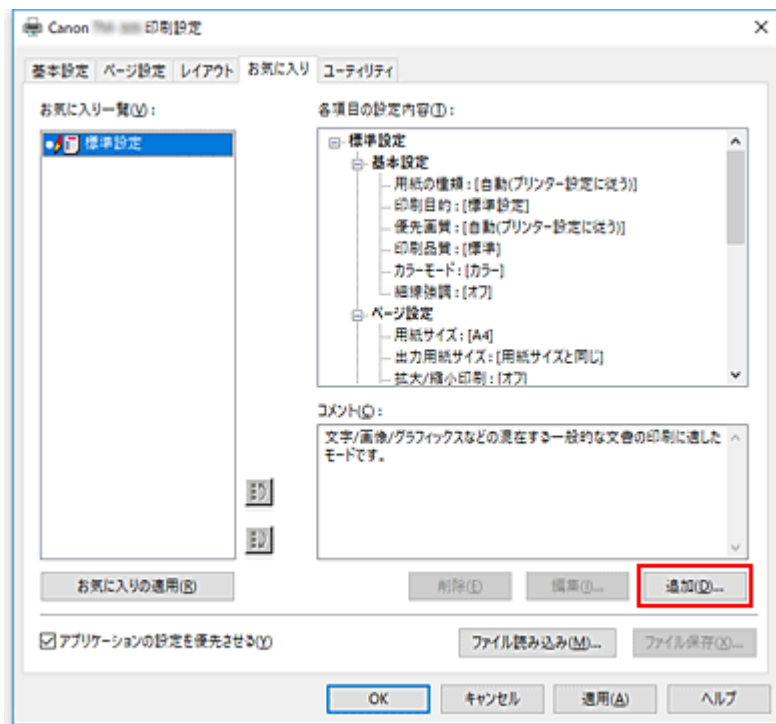 Canon 印刷設定
基本設定 ページ設定 レイアウト お気に入り ユーティリティ
お気に入り一覧(V):
標準設定
各項目の設定内容(T):
標準設定
基本設定
用紙の種類:[自動(プリンター設定に従う)]
印刷目的:[標準設定]
優先画質:[自動(プリンター設定に従う)]
印刷品質:[標準]
カラーモード:[カラー]
細線強調:[オフ]
ページ設定
用紙サイズ:[A4]
出力用紙サイズ:[用紙サイズと同じ]
拡大/縮小印刷:[オフ]
コメント(C):
文字/画像/グラフィックスなどの混在する一般的な文書の印刷に適した
モードです。
お気に入りの適用(R) 削除(E) 編集(I)... 追加(D)...
アプリケーションの設定を優先させる(Y) ファイル読み込み(M)... ファイル保存(X)...
OK キャンセル 適用(A) ヘルプ